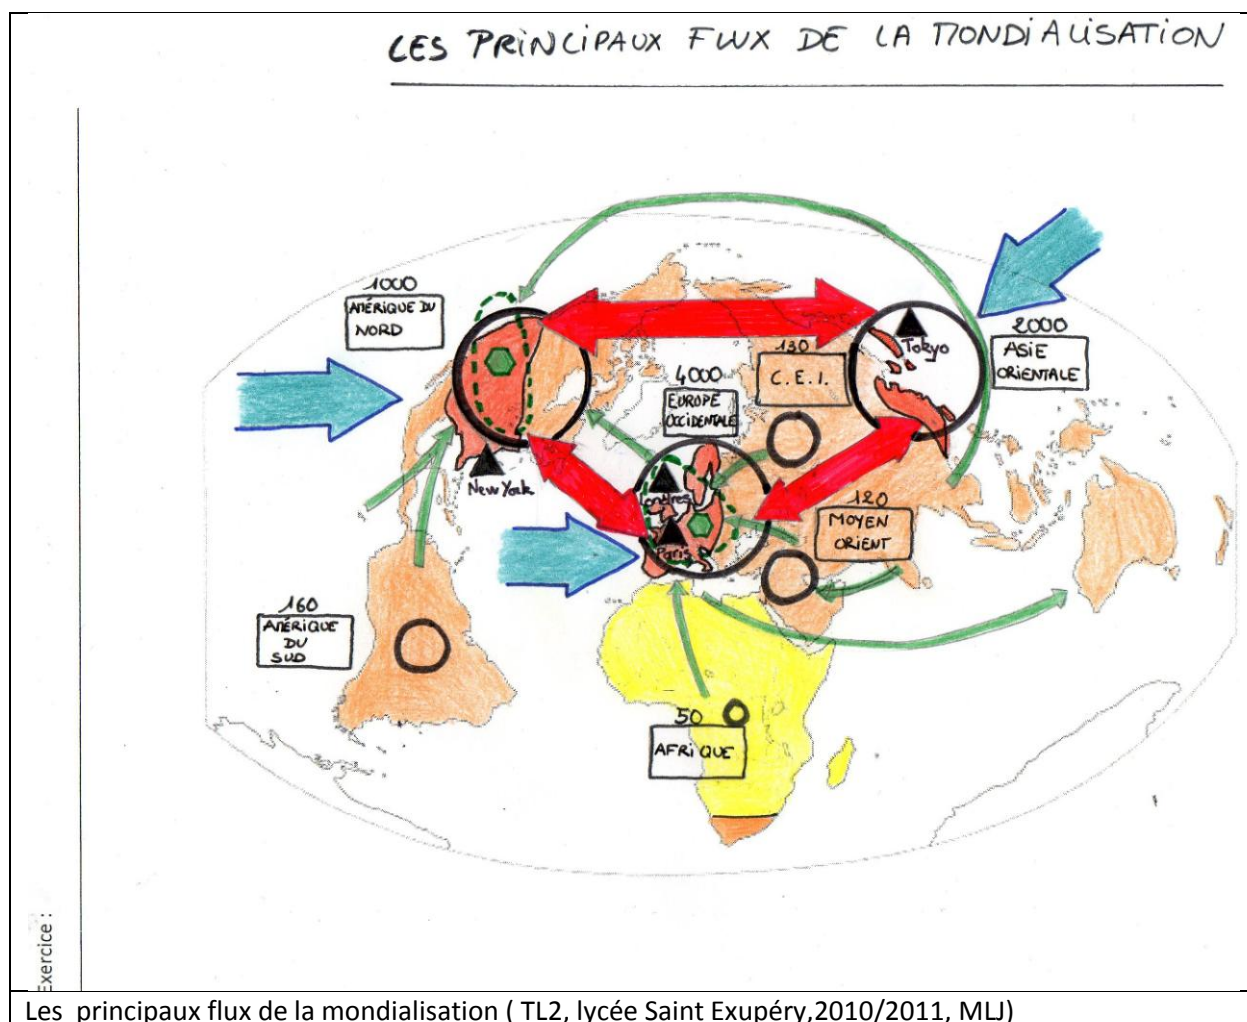 LES PRINCIPAUX FLUX DE LA MONDIALISATION
1000
AMÉRIQUE DU
NORD
2000
ASIE
ORIENTALE
Tokyo
130
C.E.I.
4000
EUROPE
OCCIDENTALE
New York
Londres
Paris
120
MOYEN
ORIENT
160
AMÉRIQUE
DU
SUD
50
AFRIQUE
Exercice :
Les principaux flux de la mondialisation ( TL2, lycée Saint Exupéry,2010/2011, MLJ)